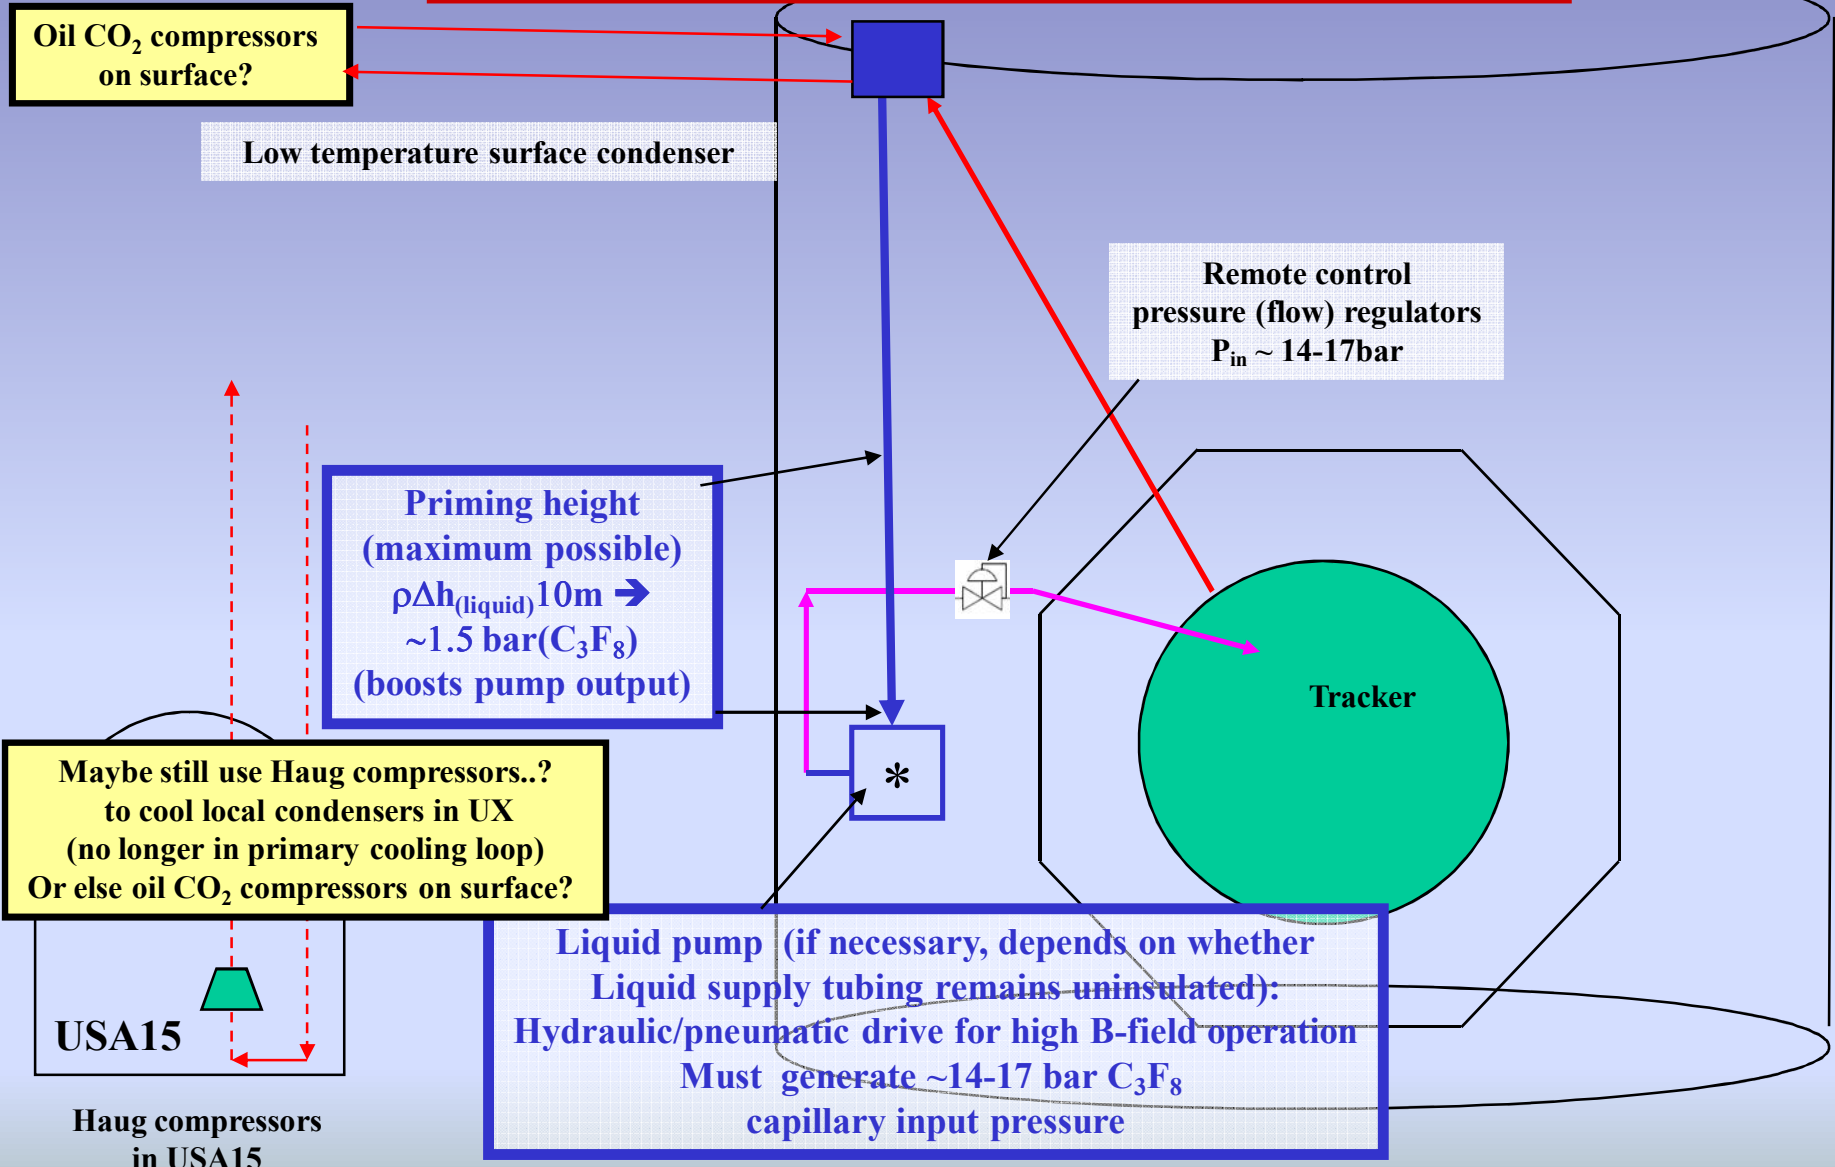 Oil CO₂ compressors
on surface?
Low temperature surface condenser
Remote control
pressure (flow) regulators
P_in ~ 14-17bar
Priming height
(maximum possible)
ρΔh_(liquid)10m ➔
~1.5 bar(C₃F₈)
(boosts pump output)
Tracker
*
Maybe still use Haug compressors..?
to cool local condensers in UX
(no longer in primary cooling loop)
Or else oil CO₂ compressors on surface?
Liquid pump (if necessary, depends on whether
Liquid supply tubing remains uninsulated):
Hydraulic/pneumatic drive for high B-field operation
Must generate ~14-17 bar C₃F₈
capillary input pressure
USA15
Haug compressors
in USA15